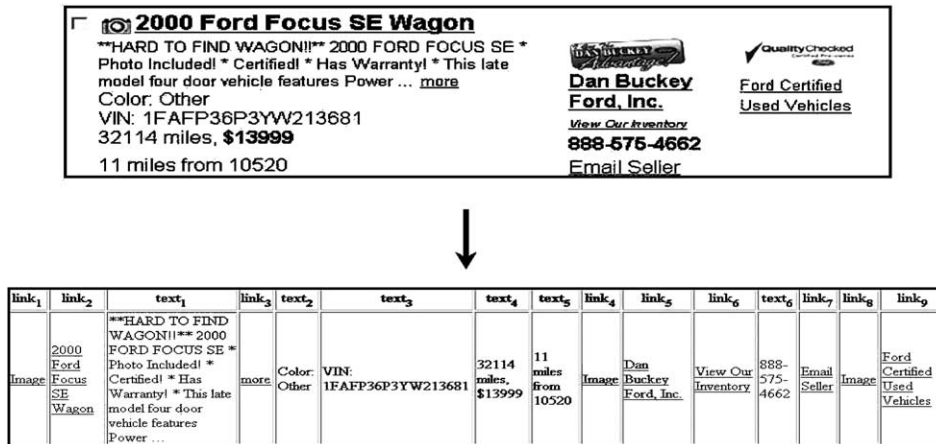 2000 Ford Focus SE Wagon
**HARD TO FIND WAGON!!** 2000 FORD FOCUS SE *
Photo Included! * Certified! * Has Warranty! * This late
model four door vehicle features Power ... more
Color: Other
VIN: 1FAFP36P3YW213681
32114 miles, $13999
11 miles from 10520
DAN BUCKEY
Advantage!
Dan Buckey
Ford, Inc.
View Our Inventory
888-575-4662
Email Seller
QualityChecked
Ford Certified
Used Vehicles
link1 link2 text1 link3 text2 text3 text4 text5 link4 link5 link6 text6 link7 link8 link9
Image
2000
Ford
Focus
SE
Wagon
**HARD TO FIND
WAGON!!** 2000
FORD FOCUS SE *
Photo Included! *
Certified! * Has
Warranty! * This late
model four door
vehicle features
Power ...
more
Color:
Other
VIN:
1FAFP36P3YW213681
32114
miles,
$13999
11
miles
from
10520
Image
Dan
Buckey
Ford, Inc.
View Our
Inventory
888-
575-
4662
Email
Seller
Image
Ford
Certified
Used
Vehicles